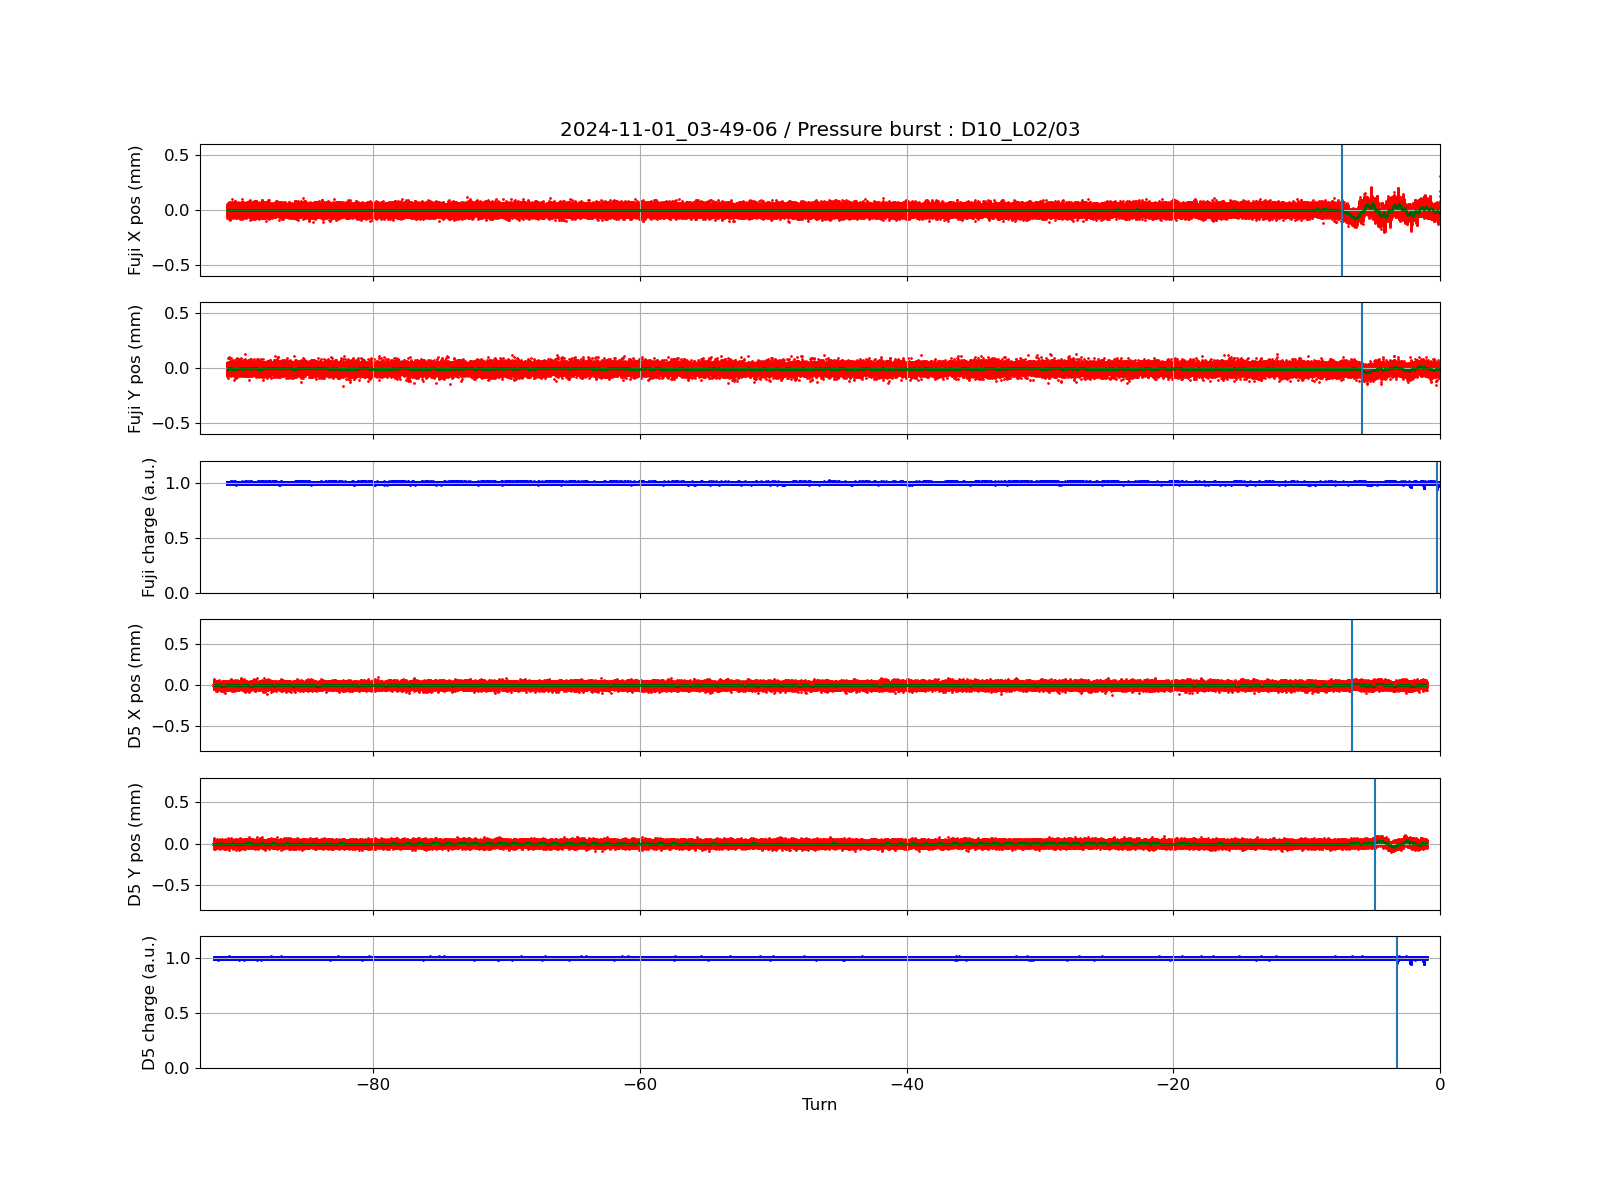 2024-11-01_03-49-06 / Pressure burst : D10_L02/03
Fuji X pos (mm)
0.5
0.0
−0.5
Fuji Y pos (mm)
0.5
0.0
−0.5
Fuji charge (a.u.)
1.0
0.5
0.0
D5 X pos (mm)
0.5
0.0
−0.5
D5 Y pos (mm)
0.5
0.0
−0.5
D5 charge (a.u.)
1.0
0.5
0.0
−80 −60 −40 −20 0
Turn